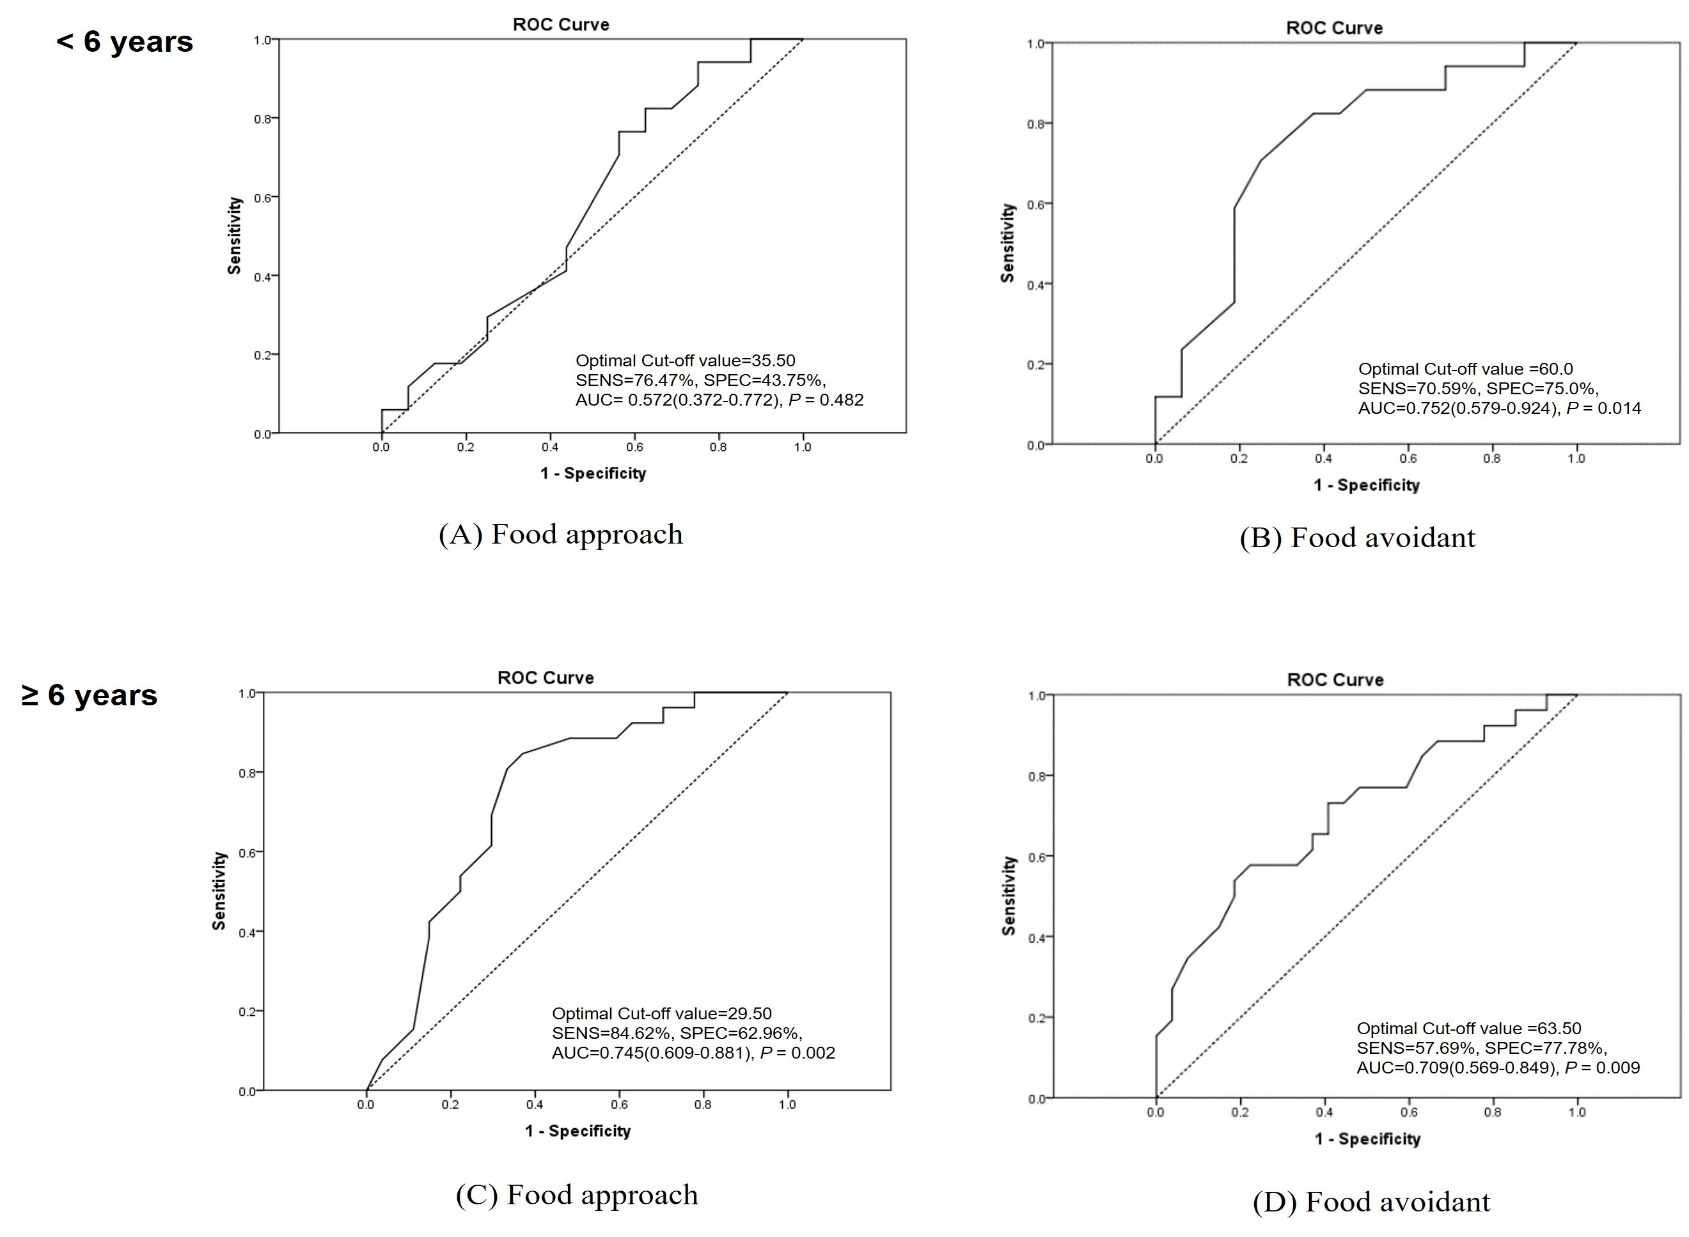 < 6 years
ROC Curve
1.0
0.8
0.6
0.4
0.2
0.0
Sensitivity
0.0 0.2 0.4 0.6 0.8 1.0
1 - Specificity
Optimal Cut-off value=35.50
SENS=76.47%, SPEC=43.75%,
AUC= 0.572(0.372-0.772), P = 0.482
(A) Food approach
ROC Curve
1.0
0.8
0.6
0.4
0.2
0.0
Sensitivity
0.0 0.2 0.4 0.6 0.8 1.0
1 - Specificity
Optimal Cut-off value =60.0
SENS=70.59%, SPEC=75.0%,
AUC=0.752(0.579-0.924), P = 0.014
(B) Food avoidant
≥ 6 years
ROC Curve
1.0
0.8
0.6
0.4
0.2
0.0
Sensitivity
0.0 0.2 0.4 0.6 0.8 1.0
1 - Specificity
Optimal Cut-off value=29.50
SENS=84.62%, SPEC=62.96%,
AUC=0.745(0.609-0.881), P = 0.002
(C) Food approach
ROC Curve
1.0
0.8
0.6
0.4
0.2
0.0
Sensitivity
0.0 0.2 0.4 0.6 0.8 1.0
1 - Specificity
Optimal Cut-off value =63.50
SENS=57.69%, SPEC=77.78%,
AUC=0.709(0.569-0.849), P = 0.009
(D) Food avoidant